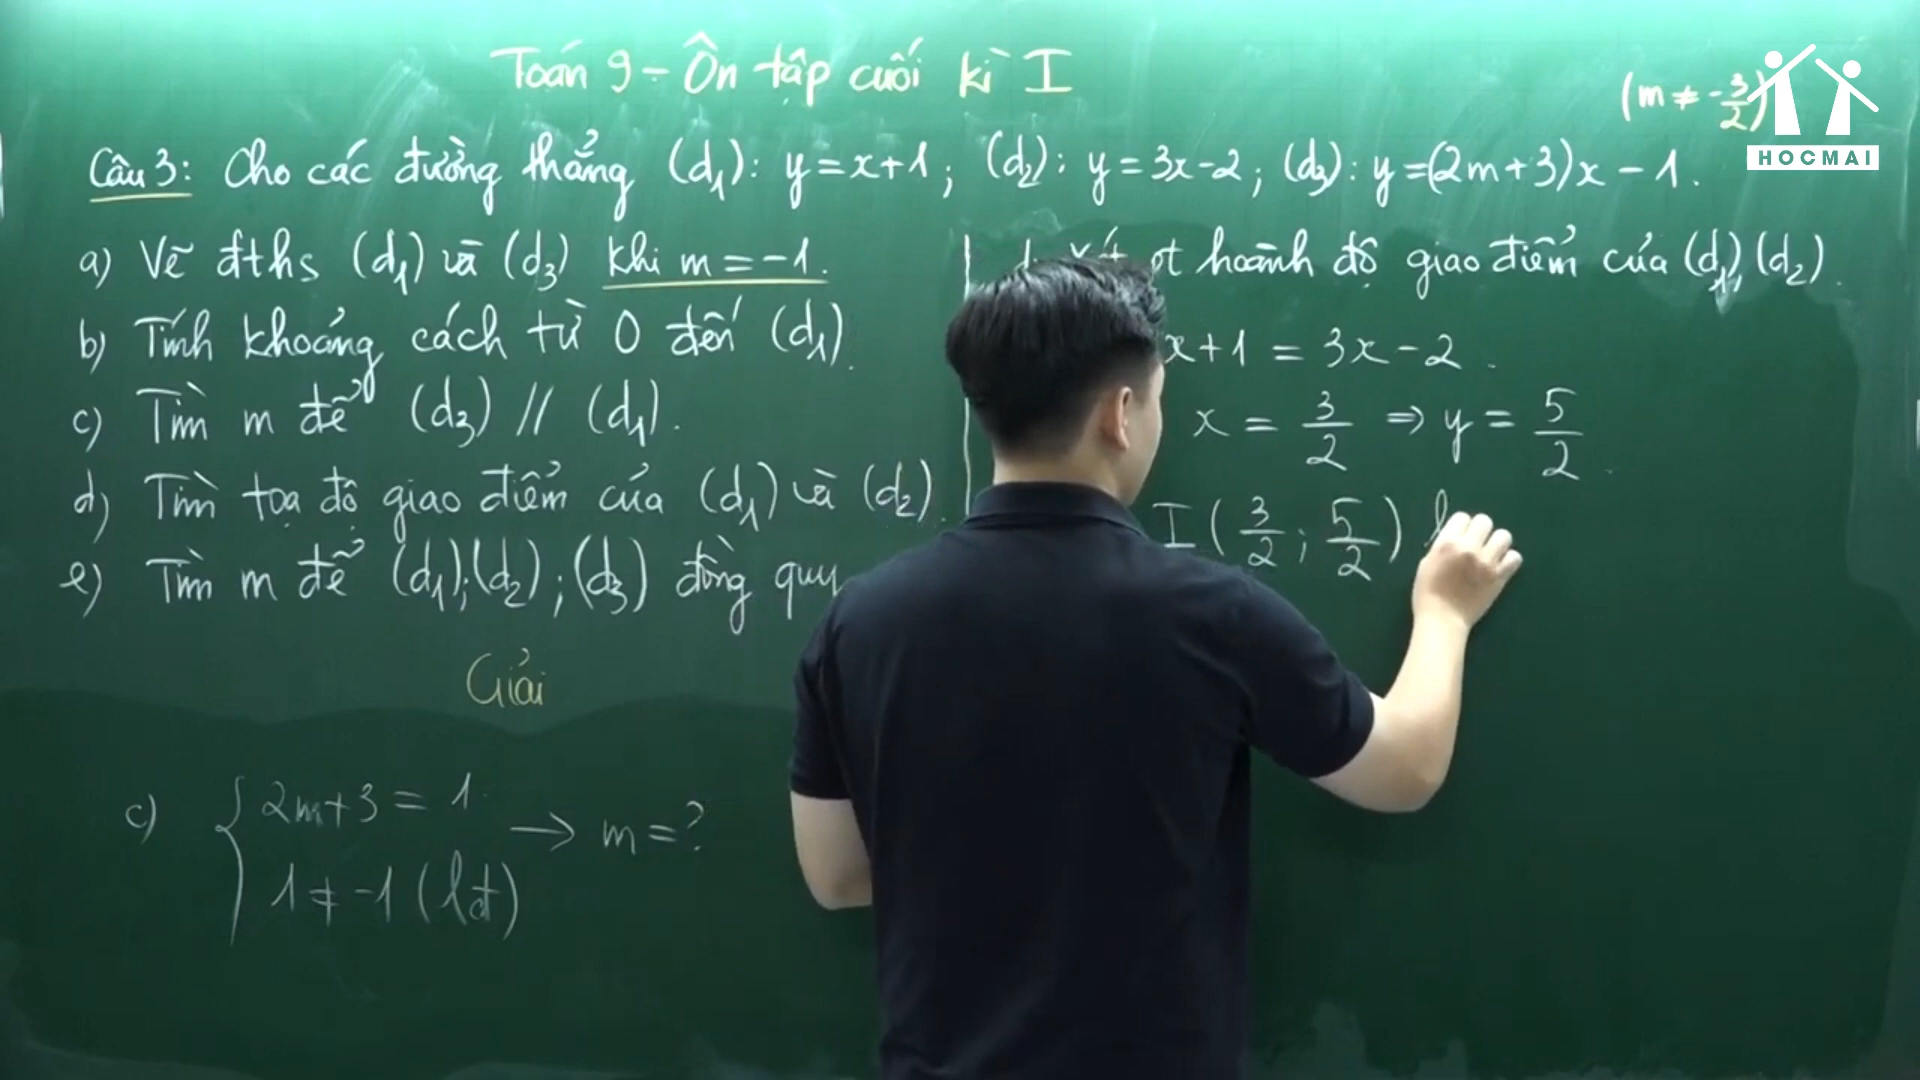 Toán 9 - Ôn tập cuối kì I
(m ≠ -3/2)
HOCMAI
Câu 3: Cho các đường thẳng (d1): y = x+1; (d2): y = 3x-2; (d3): y = (2m+3)x - 1.
a) Vẽ đths (d1) và (d3) khi m = -1.
b) Tính khoảng cách từ O đến (d1).
c) Tìm m để (d3) // (d1).
d) Tìm tọa độ giao điểm của (d1) và (d2).
e) Tìm m để (d1); (d2); (d3) đồng quy
Giải
c) { 2m+3 = 1
1 ≠ -1 (lđ)
→ m = ?
pt hoành độ giao điểm của (d1), (d2).
x+1 = 3x-2.
x = 3/2 ⇒ y = 5/2.
I (3/2; 5/2)